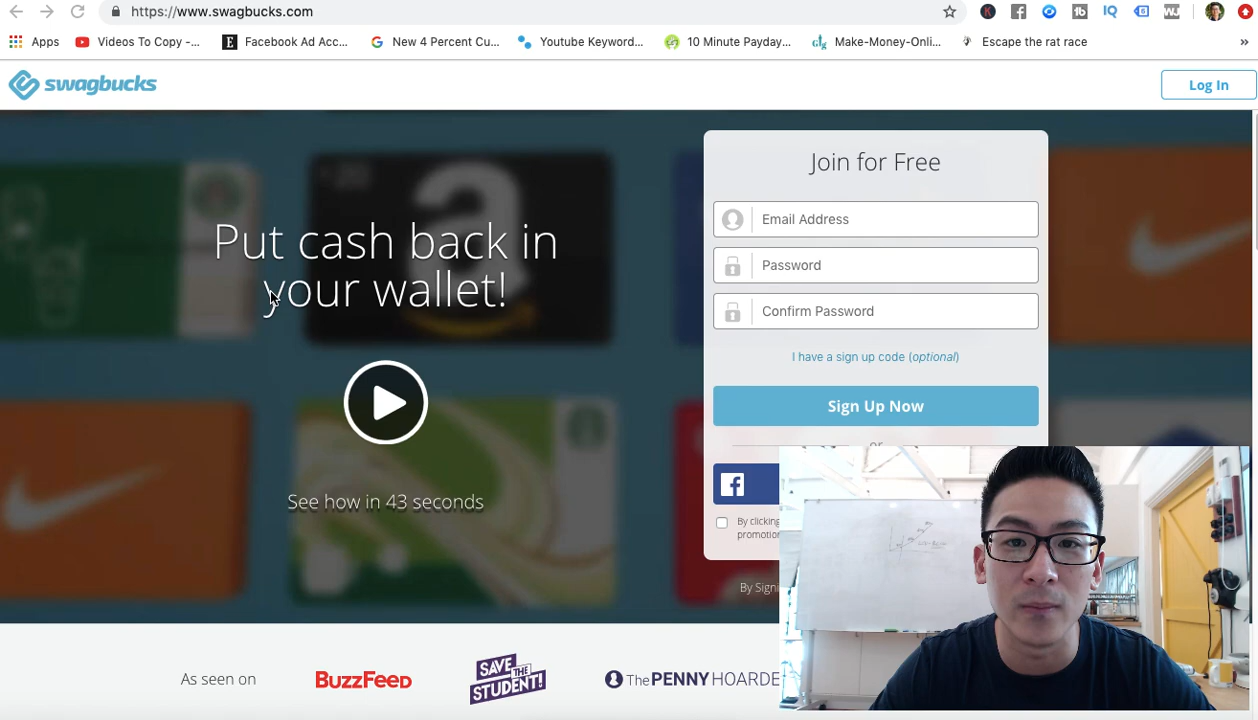 https://www.swagbucks.com
Apps
Videos To Copy -...
Facebook Ad Acc...
New 4 Percent Cu...
Youtube Keyword...
10 Minute Payday...
Make-Money-Onli...
Escape the rat race
swagbucks
Log In
Put cash back in
your wallet!
See how in 43 seconds
Join for Free
Email Address
Password
Confirm Password
I have a sign up code (optional)
Sign Up Now
or
By clicking
promotion
By Signi
As seen on
BuzzFeed
SAVE
THE
STUDENT!
The PENNY HOARDE